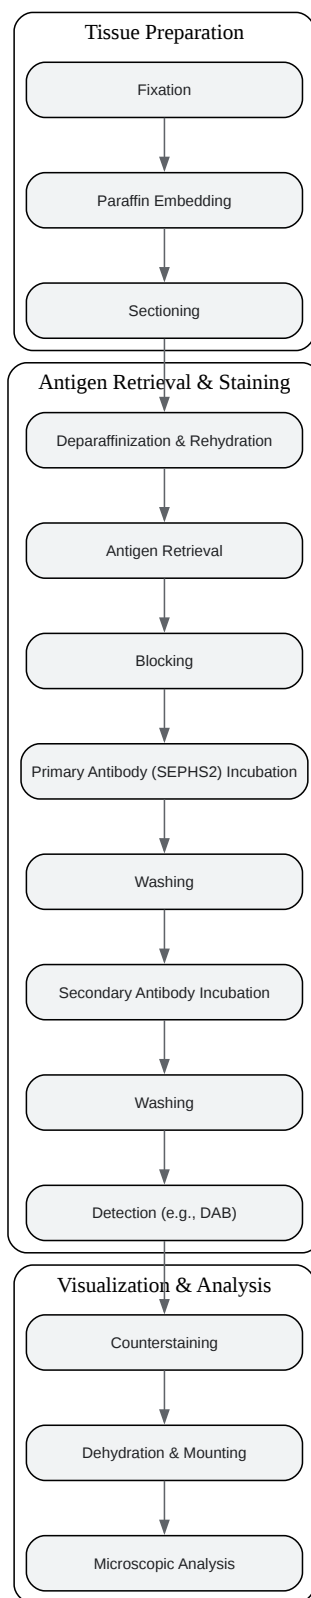 Tissue Preparation
Fixation
Paraffin Embedding
Sectioning
Antigen Retrieval & Staining
Deparaffinization & Rehydration
Antigen Retrieval
Blocking
Primary Antibody (SEPHS2) Incubation
Washing
Secondary Antibody Incubation
Washing
Detection (e.g., DAB)
Visualization & Analysis
Counterstaining
Dehydration & Mounting
Microscopic Analysis